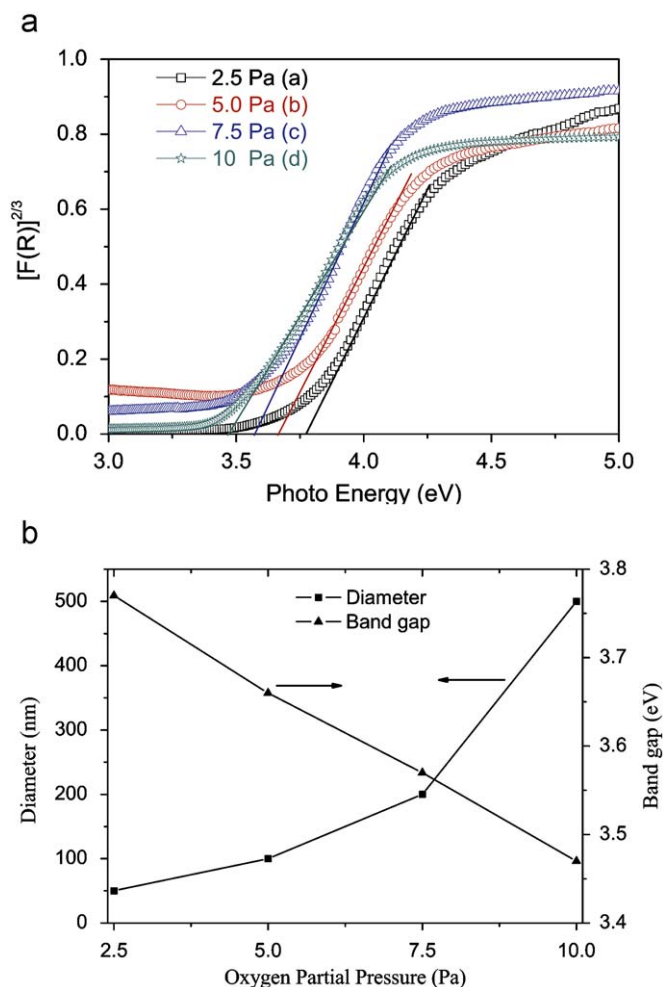 a
1.0
0.8
0.6
0.4
0.2
0.0
[F(R)]^{2/3}
2.5 Pa (a)
5.0 Pa (b)
7.5 Pa (c)
10 Pa (d)
3.0 3.5 4.0 4.5 5.0
Photo Energy (eV)
b
500
400
300
200
100
0
Diameter (nm)
Diameter
Band gap
3.8
3.7
3.6
3.5
3.4
Band gap (eV)
2.5 5.0 7.5 10.0
Oxygen Partial Pressure (Pa)